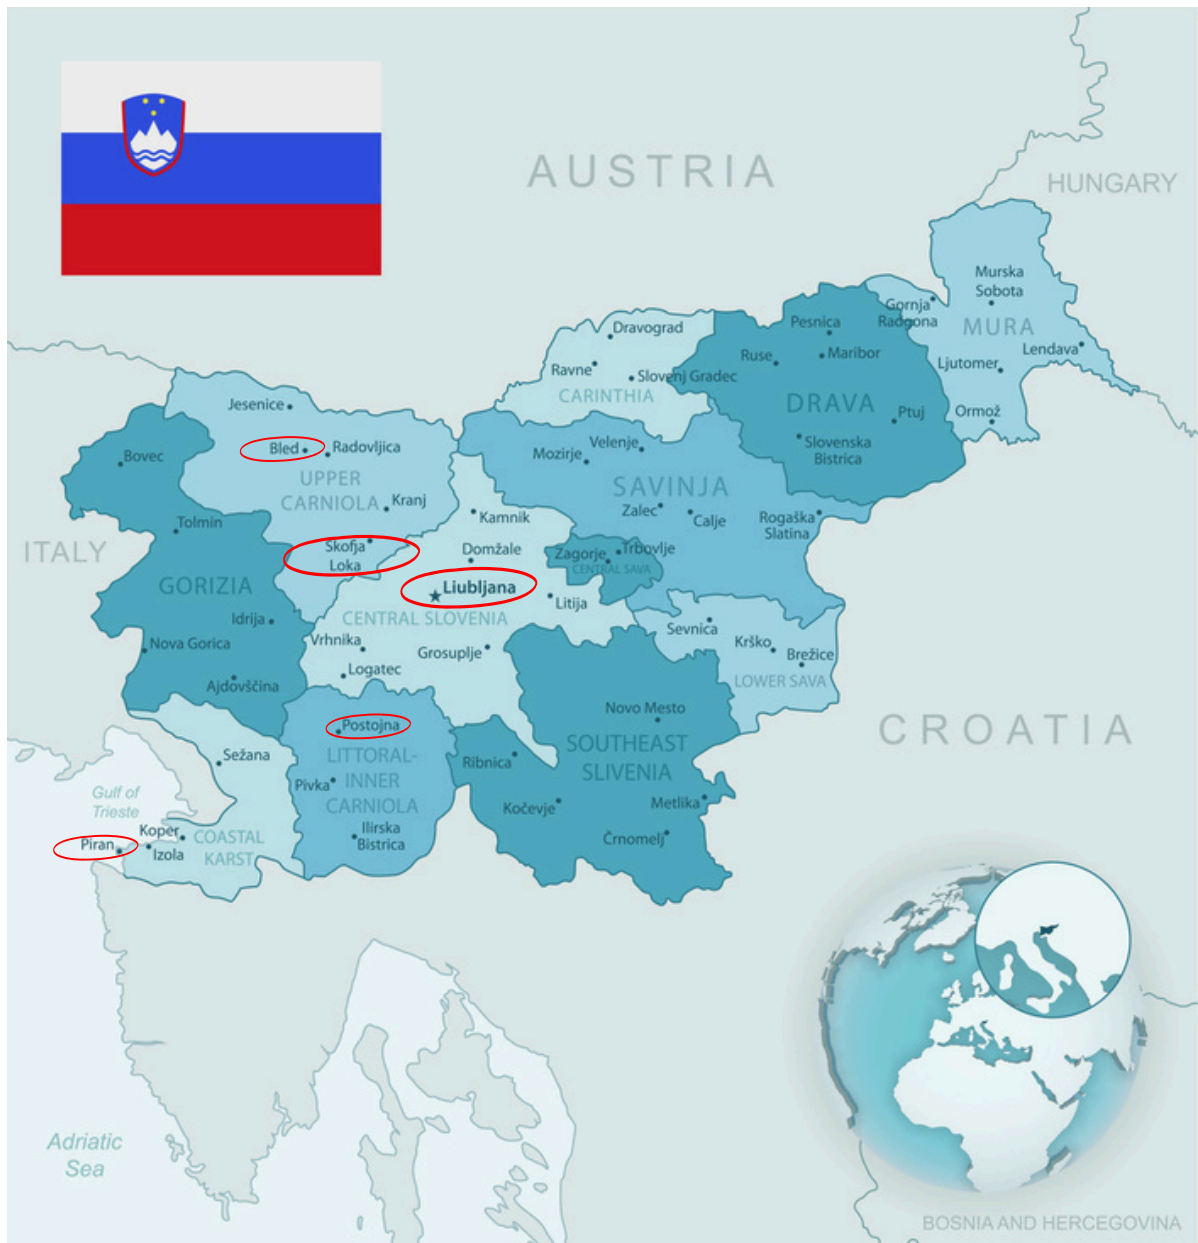 AUSTRIA
HUNGARY
Murska
Sobota
Gornja
Radgona
MURA
Lendava
Ljutomer
Ormož
Pesnica
Maribor
Ruse
DRAVA
Ptuj
Slovenska
Bistrica
Dravograd
Ravne
Slovenj Gradec
CARINTHIA
Jesenice
Bled
Radovljica
UPPER
CARNIOLA
Kranj
Skofja
Loka
Bovec
Tolmin
ITALY
GORIZIA
Idrija
Nova Gorica
Ajdovščina
Velenje
Mozirje
SAVINJA
Zalec
Calje
Rogaška
Slatina
Kamnik
Domžale
Zagorje
Trbovlje
CENTRAL SAVA
Liubljana
Litija
CENTRAL SLOVENIA
Vrhnika
Grosuplje
Logatec
Sevnica
Krško
Brežice
LOWER SAVA
Novo Mesto
SOUTHEAST
SLIVENIA
Ribnica
Kočevje
Metlika
Črnomelj
CROATIA
Postojna
LITTORAL-
INNER
CARNIOLA
Pivka
Ilirska
Bistrica
Sežana
Gulf of
Trieste
Koper
Piran
Izola
COASTAL
KARST
Adriatic
Sea
BOSNIA AND HERCEGOVINA